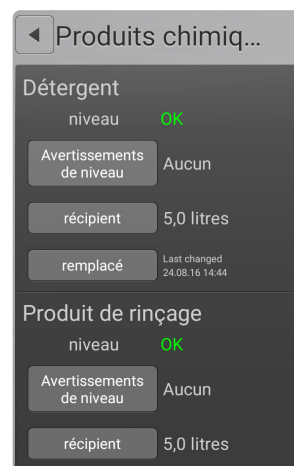 Produits chimiq...
Détergent
niveau OK
Avertissements
de niveau
Aucun
récipient 5,0 litres
remplacé
Last changed
24.08.16 14:44
Produit de rinçage
niveau OK
Avertissements
de niveau
Aucun
récipient 5,0 litres